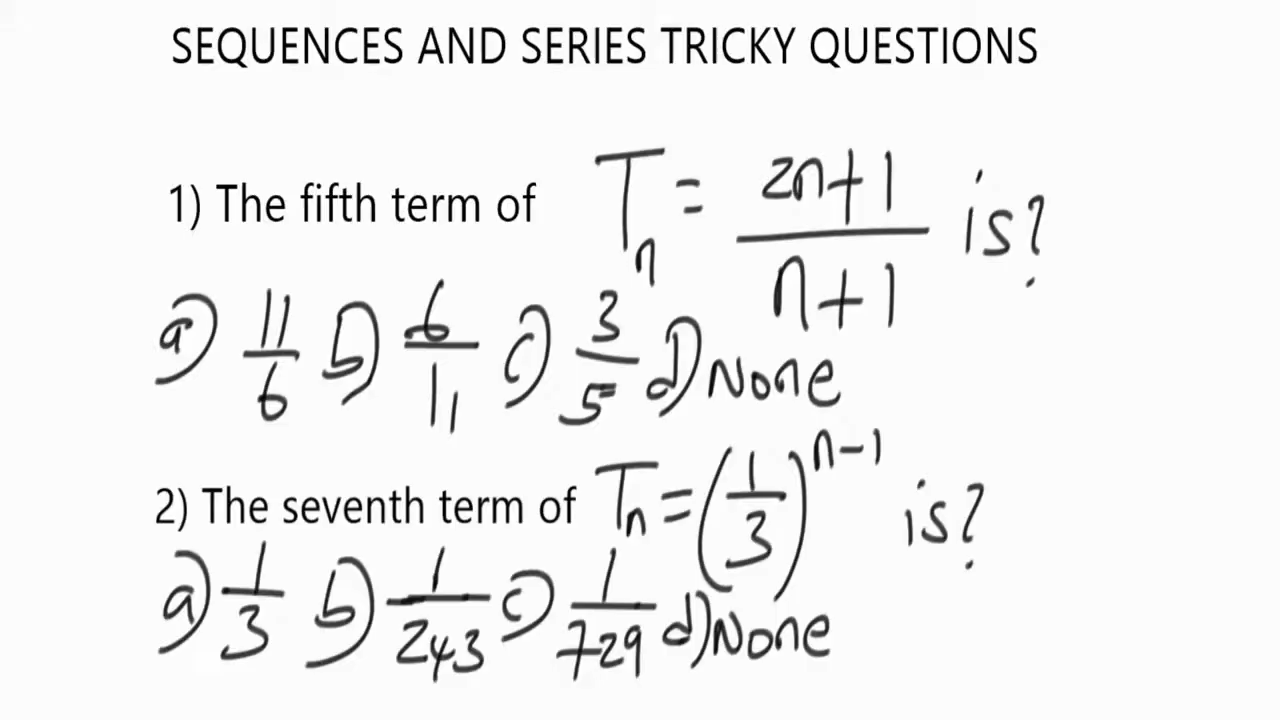 SEQUENCES AND SERIES TRICKY QUESTIONS
1) The fifth term of Tn = (2n+1)/(n+1) is?
a) 11/6 b) 6/11 c) 3/5 d) None
2) The seventh term of Tn = (1/3)^(n-1) is?
a) 1/3 b) 1/243 c) 1/729 d) None